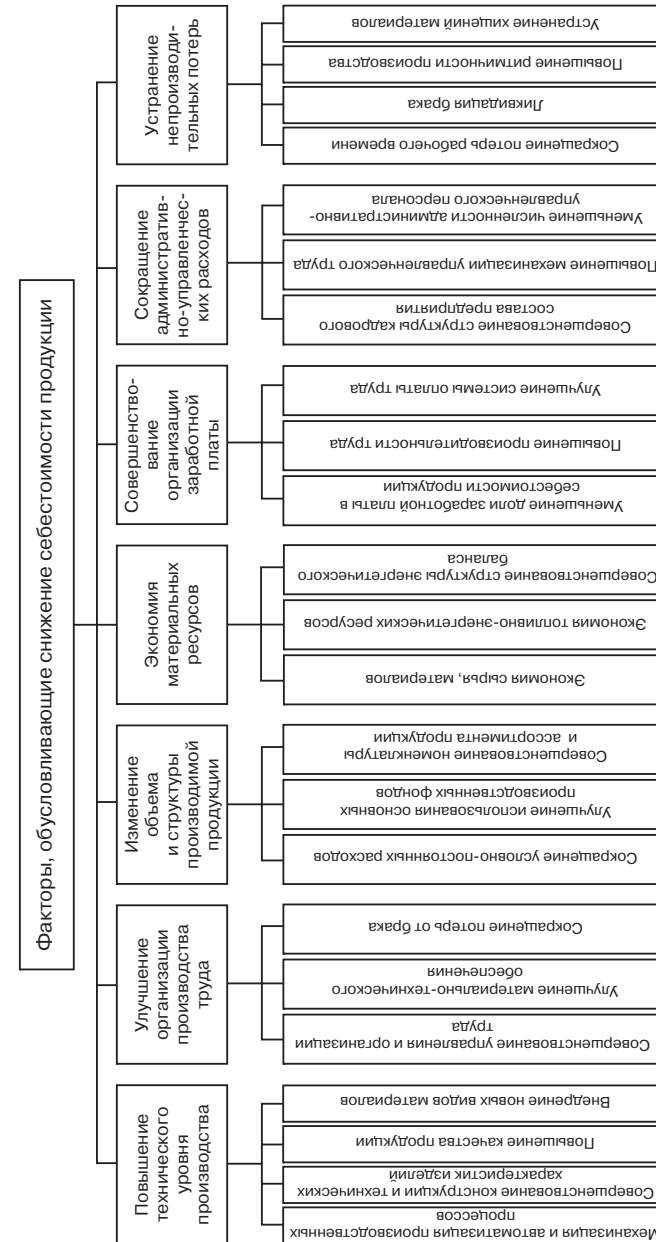 Факторы, обусловливающие снижение себестоимости продукции
Повышение
технического
уровня
производства
Механизация и автоматизация производственных
процессов
Совершенствование конструкции и технических
характеристик изделий
Повышение качества продукции
Внедрение новых видов материалов
Улучшение
организации
производства
труда
Совершенствование управления и организации
труда
Улучшение материально-технического
обеспечения
Сокращение потерь от брака
Изменение
объема
и структуры
производимой
продукции
Сокращение условно-постоянных расходов
Улучшение использования основных
производственных фондов
Совершенствование номенклатуры
и ассортимента продукции
Экономия
материальных
ресурсов
Экономия сырья, материалов
Экономия топливно-энергетических ресурсов
Совершенствование структуры энергетического
баланса
Совершенство-
вание
организации
заработной
платы
Уменьшение доли заработной платы в
себестоимости продукции
Повышение производительности труда
Улучшение системы оплаты труда
Сокращение
административ-
но-управленчес-
ких расходов
Совершенствование структуры кадрового
состава предприятия
Повышение механизации управленческого труда
Уменьшение численности административно-
управленческого персонала
Устранение
непроизводи-
тельных потерь
Сокращение потерь рабочего времени
Ликвидация брака
Повышение ритмичности производства
Устранение хищений материалов